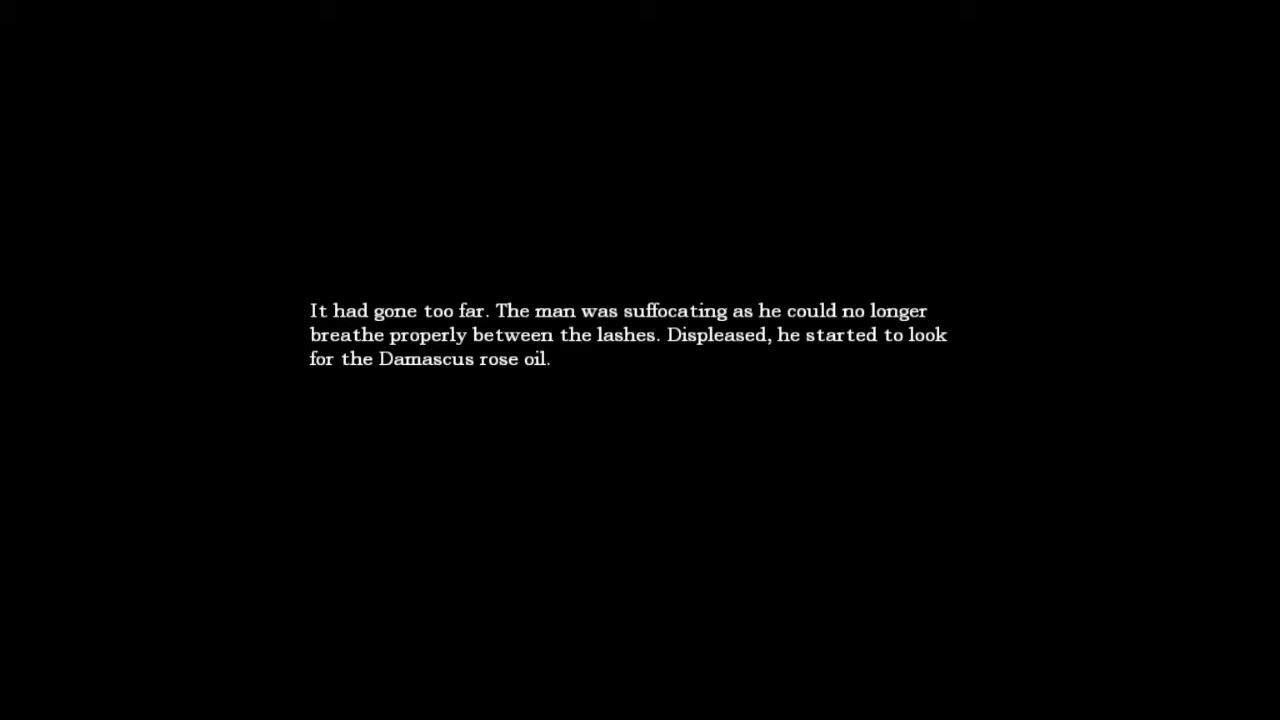 It had gone too far. The man was suffocating as he could no longer
breathe properly between the lashes. Displeased, he started to look
for the Damascus rose oil.